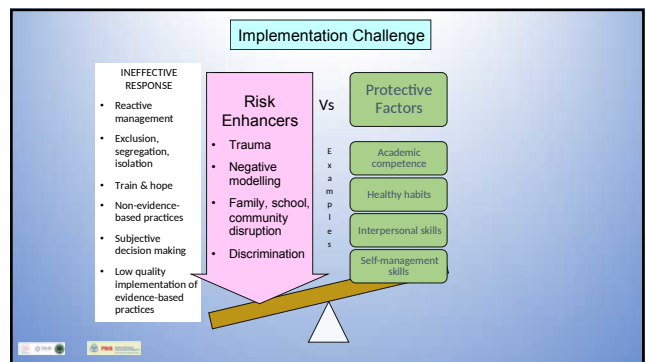 Implementation Challenge
INEFFECTIVE
RESPONSE
• Reactive
management
• Exclusion,
segregation,
isolation
• Train & hope
• Non-evidence-
based practices
• Subjective
decision making
• Low quality
implementation of
evidence-based
practices
Risk
Enhancers
• Trauma
• Negative
modelling
• Family, school,
community
disruption
• Discrimination
Vs
E
x
a
m
p
l
e
s
Protective
Factors
Academic
competence
Healthy habits
Interpersonal skills
Self-management
skills
PBIS